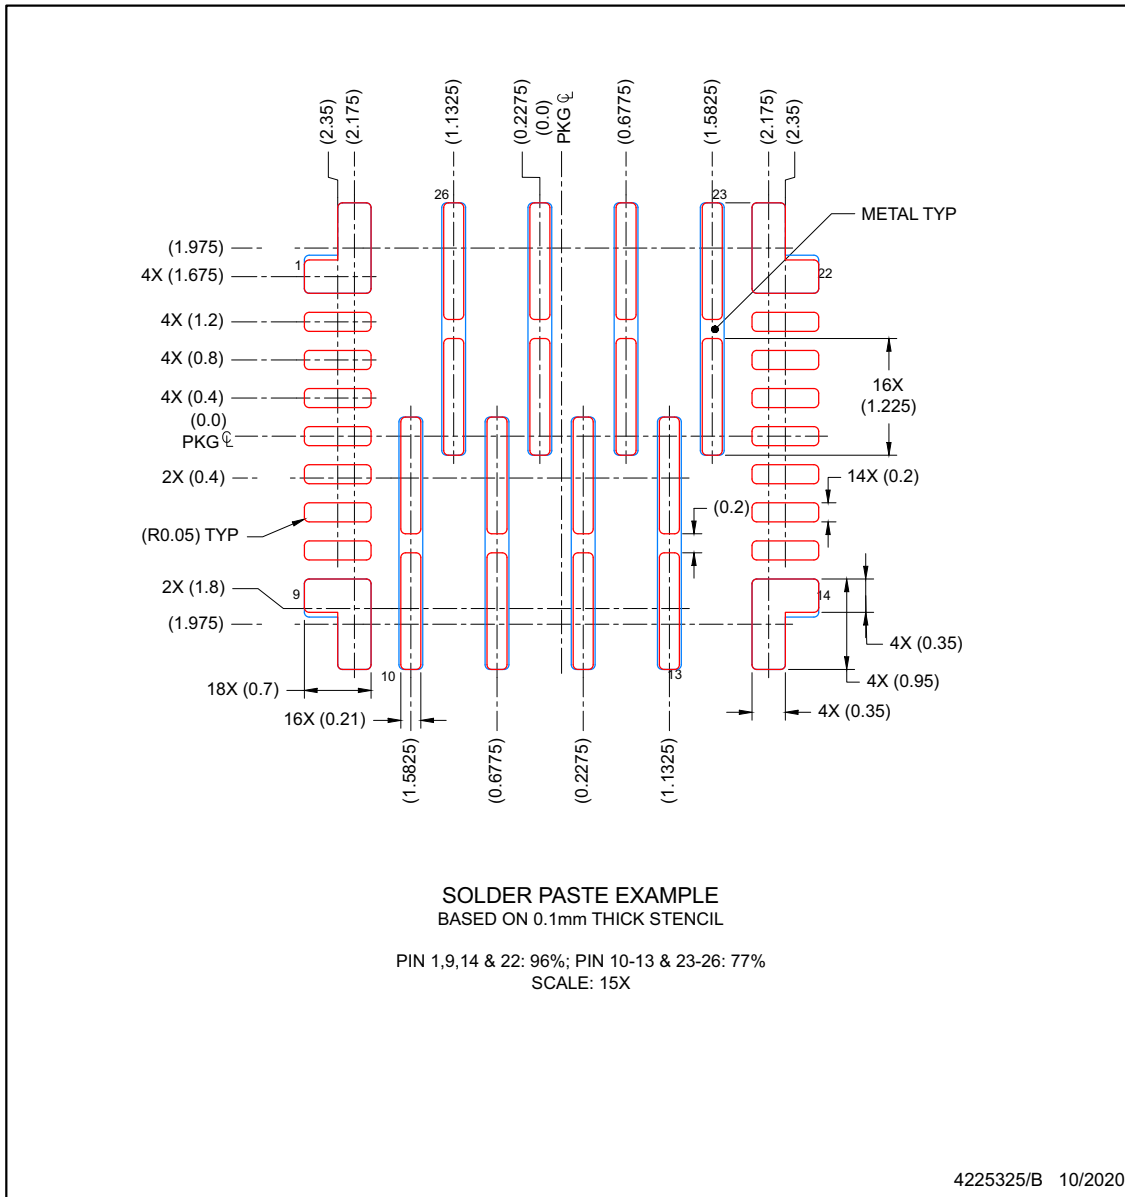 (2.35)
(2.175)
(1.1325)
(0.2275)
(0.0)
PKG ℄
(0.6775)
(1.5825)
(2.175)
(2.35)
26
23
METAL TYP
(1.975)
1
22
4X (1.675)
4X (1.2)
4X (0.8)
4X (0.4)
(0.0)
PKG ℄
16X
(1.225)
2X (0.4)
14X (0.2)
(0.2)
(R0.05) TYP
2X (1.8)
9
14
(1.975)
4X (0.35)
10
13
4X (0.95)
18X (0.7)
4X (0.35)
16X (0.21)
(1.5825)
(0.6775)
(0.2275)
(1.1325)
SOLDER PASTE EXAMPLE
BASED ON 0.1mm THICK STENCIL
PIN 1,9,14 & 22: 96%; PIN 10-13 & 23-26: 77%
SCALE: 15X
4225325/B 10/2020